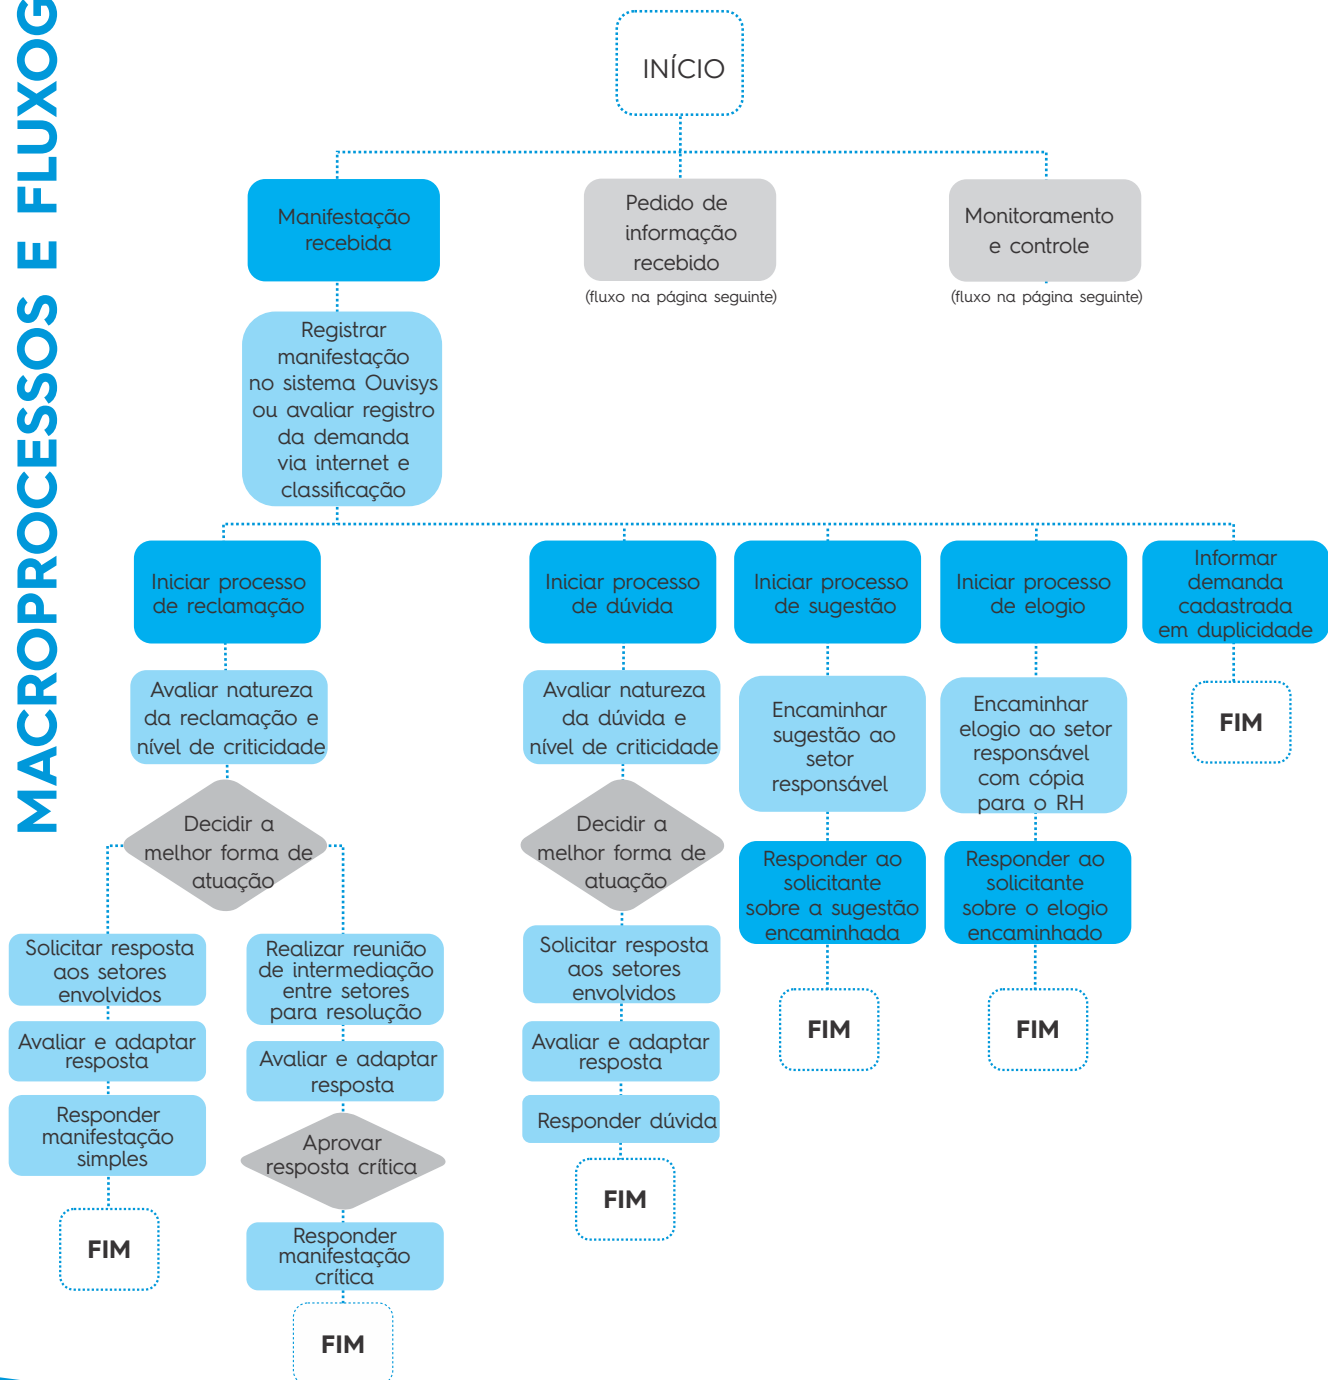 MACROPROCESSOS E FLUXOG
INÍCIO
Manifestação
recebida
Pedido de
informação
recebido
(fluxo na página seguinte)
Monitoramento
e controle
(fluxo na página seguinte)
Registrar
manifestação
no sistema Ouvisys
ou avaliar registro
da demanda
via internet e
classificação
Iniciar processo
de reclamação
Avaliar natureza
da reclamação e
nível de criticidade
Decidir a
melhor forma de
atuação
Solicitar resposta
aos setores
envolvidos
Avaliar e adaptar
resposta
Responder
manifestação
simples
FIM
Realizar reunião
de intermediação
entre setores
para resolução
Avaliar e adaptar
resposta
Aprovar
resposta crítica
Responder
manifestação
crítica
FIM
Iniciar processo
de dúvida
Avaliar natureza
da dúvida e
nível de criticidade
Decidir a
melhor forma de
atuação
Solicitar resposta
aos setores
envolvidos
Avaliar e adaptar
resposta
Responder dúvida
FIM
Iniciar processo
de sugestão
Encaminhar
sugestão ao
setor
responsável
Responder ao
solicitante
sobre a sugestão
encaminhada
FIM
Iniciar processo
de elogio
Encaminhar
elogio ao setor
responsável
com cópia
para o RH
Responder ao
solicitante
sobre o elogio
encaminhado
FIM
Informar
demanda
cadastrada
em duplicidade
FIM